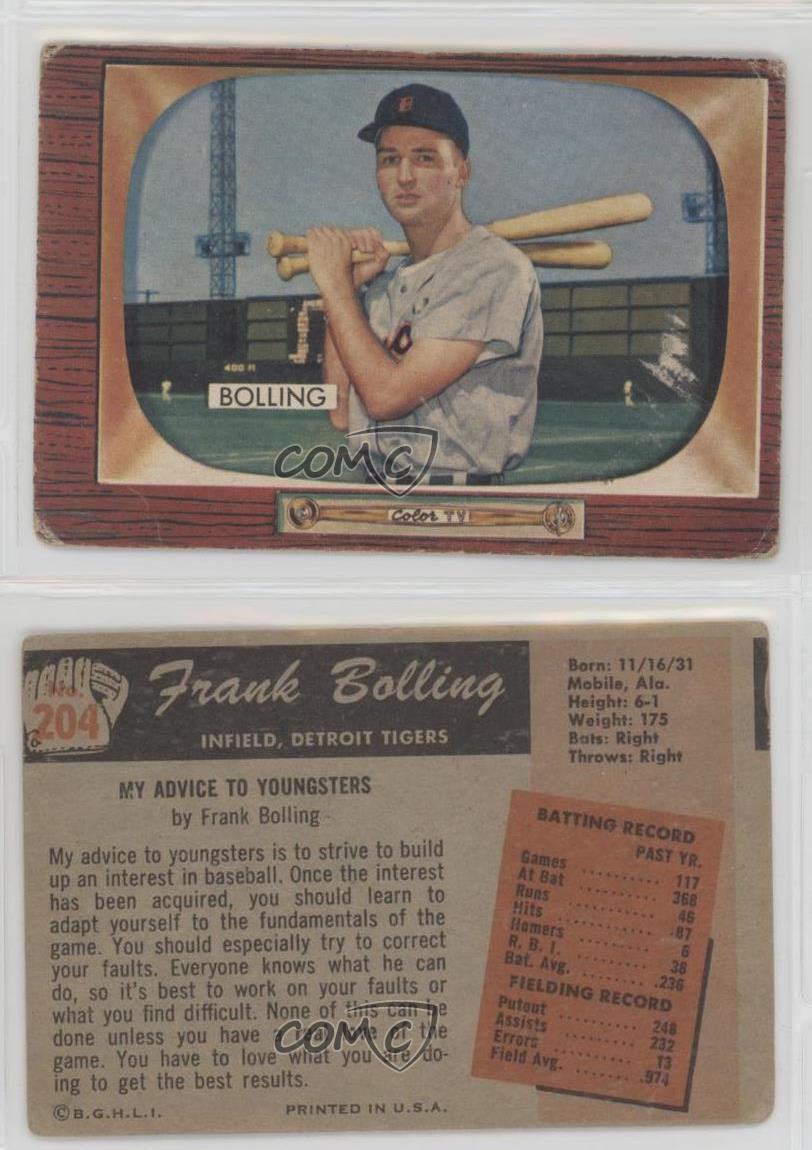 B
400 FT
BOLLING
COMC
Color TV
No.
204
Frank Bolling
INFIELD, DETROIT TIGERS
Born: 11/16/31
Mobile, Ala.
Height: 6-1
Weight: 175
Bats: Right
Throws: Right
MY ADVICE TO YOUNGSTERS
by Frank Bolling
My advice to youngsters is to strive to build
up an interest in baseball. Once the interest
has been acquired, you should learn to
adapt yourself to the fundamentals of the
game. You should especially try to correct
your faults. Everyone knows what he can
do, so it's best to work on your faults or
what you find difficult. None of this can be
done unless you have a real love of the
game. You have to love what you are do-
ing to get the best results.
COMC
BATTING RECORD
PAST YR.
Games .......... 117
At Bat .......... 368
Runs .......... 46
Hits .......... .87
Homers .......... 6
R. B. I. .......... 38
Bat. Avg. .......... .236
FIELDING RECORD
Putout .......... 248
Assists .......... 232
Errors .......... 13
Field Avg. .......... .974
©B.G.H.L.I. PRINTED IN U.S.A.